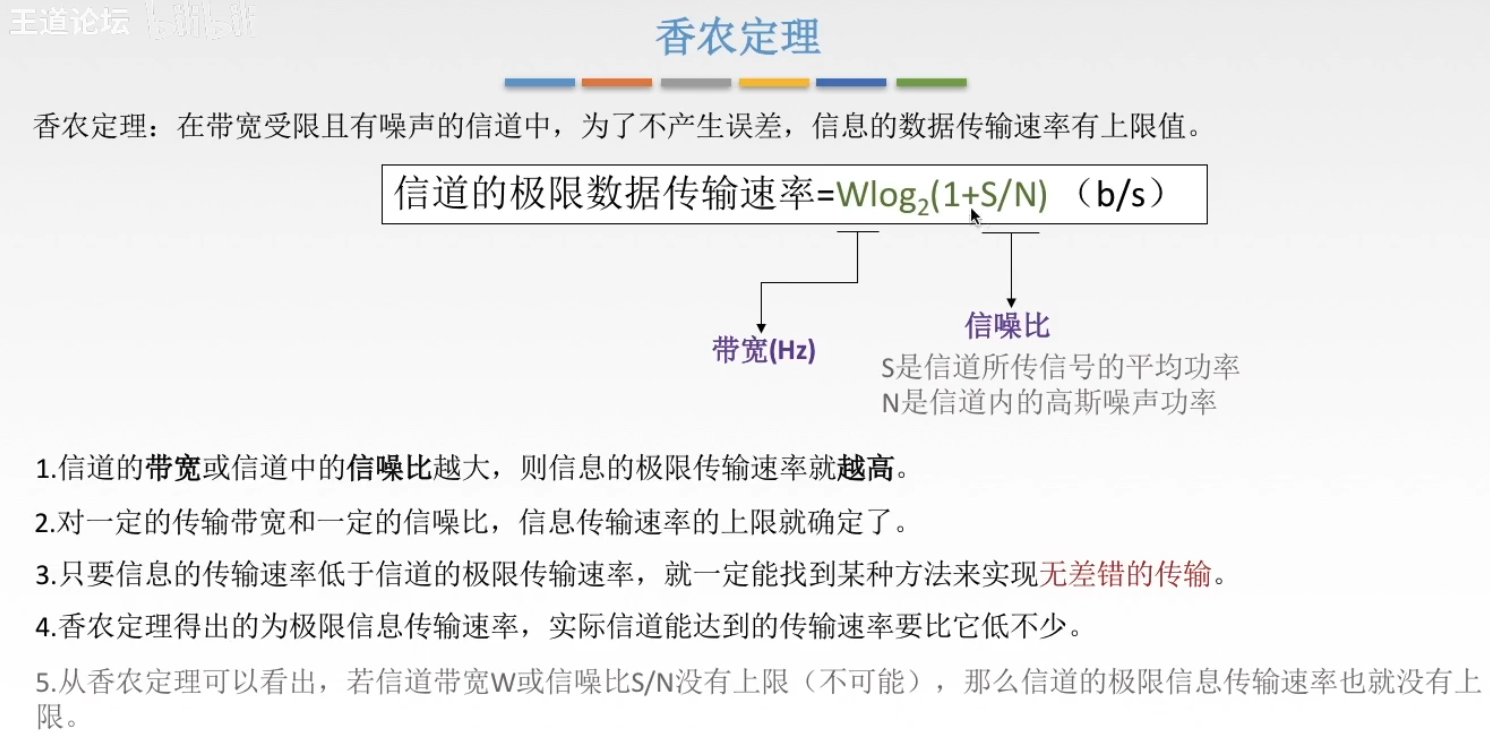 王道论坛 bilibili
香农定理
香农定理：在带宽受限且有噪声的信道中，为了不产生误差，信息的数据传输速率有上限值。
信道的极限数据传输速率=Wlog₂(1+S/N) （b/s）
信噪比
带宽(Hz)
S是信道所传信号的平均功率
N是信道内的高斯噪声功率
1.信道的带宽或信道中的信噪比越大，则信息的极限传输速率就越高。
2.对一定的传输带宽和一定的信噪比，信息传输速率的上限就确定了。
3.只要信息的传输速率低于信道的极限传输速率，就一定能找到某种方法来实现无差错的传输。
4.香农定理得出的为极限信息传输速率，实际信道能达到的传输速率要比它低不少。
5.从香农定理可以看出，若信道带宽W或信噪比S/N没有上限（不可能），那么信道的极限信息传输速率也就没有上
限。